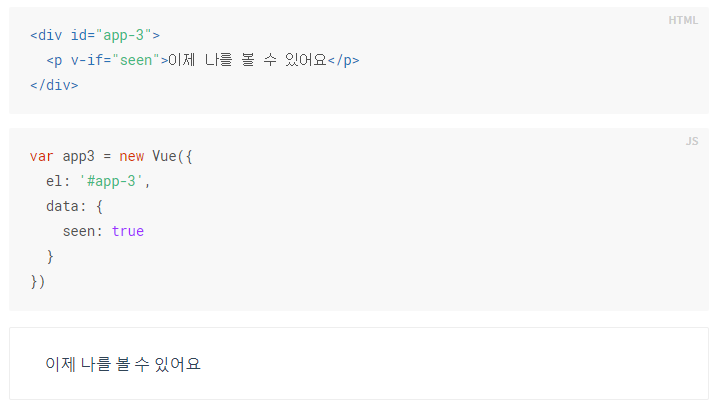 HTML
<div id="app-3">
  <p v-if="seen">이제 나를 볼 수 있어요</p>
</div>
JS
var app3 = new Vue({
  el: '#app-3',
  data: {
    seen: true
  }
})
이제 나를 볼 수 있어요